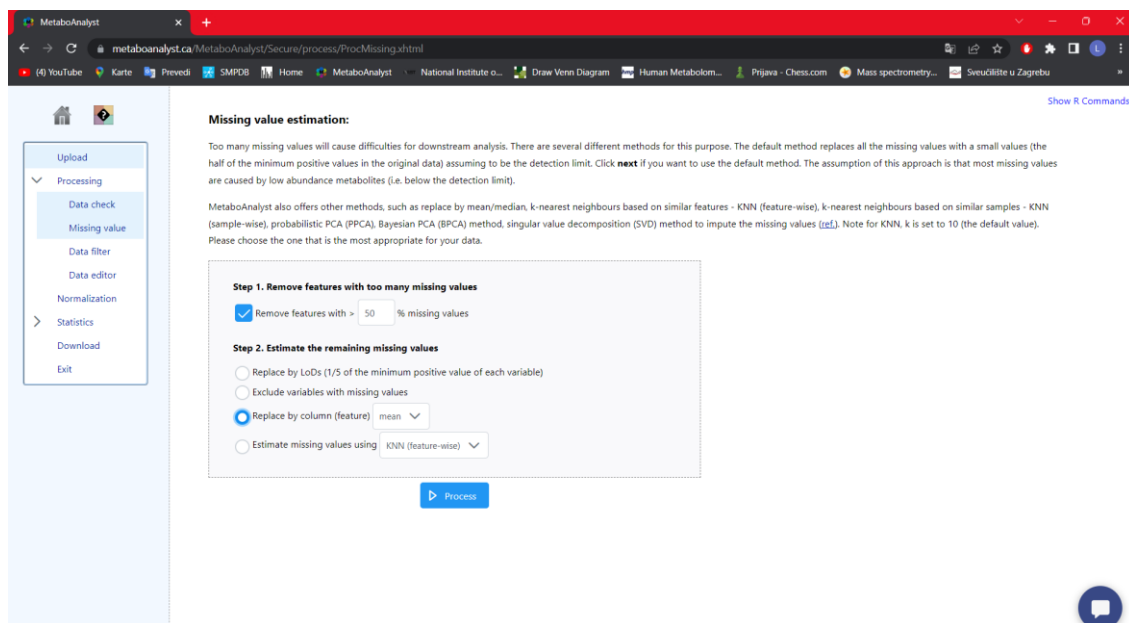 MetaboAnalyst
metaboanalyst.ca/MetaboAnalyst/Secure/process/ProcMissing.xhtml
(4) YouTube Karte Prevedi SMPDB Home MetaboAnalyst National Institute o... Draw Venn Diagram Human Metabolom... Prijava - Chess.com Mass spectrometry... Sveučilište u Zagrebu »
Show R Commands
Upload
Processing
Data check
Missing value
Data filter
Data editor
Normalization
Statistics
Download
Exit
Missing value estimation:
Too many missing values will cause difficulties for downstream analysis. There are several different methods for this purpose. The default method replaces all the missing values with a small values (the
half of the minimum positive values in the original data) assuming to be the detection limit. Click next if you want to use the default method. The assumption of this approach is that most missing values
are caused by low abundance metabolites (i.e. below the detection limit).
MetaboAnalyst also offers other methods, such as replace by mean/median, k-nearest neighbours based on similar features - KNN (feature-wise), k-nearest neighbours based on similar samples - KNN
(sample-wise), probabilistic PCA (PPCA), Bayesian PCA (BPCA) method, singular value decomposition (SVD) method to impute the missing values (ref.). Note for KNN, k is set to 10 (the default value).
Please choose the one that is the most appropriate for your data.
Step 1. Remove features with too many missing values
Remove features with > 50 % missing values
Step 2. Estimate the remaining missing values
Replace by LoDs (1/5 of the minimum positive value of each variable)
Exclude variables with missing values
Replace by column (feature) mean
Estimate missing values using KNN (feature-wise)
Process